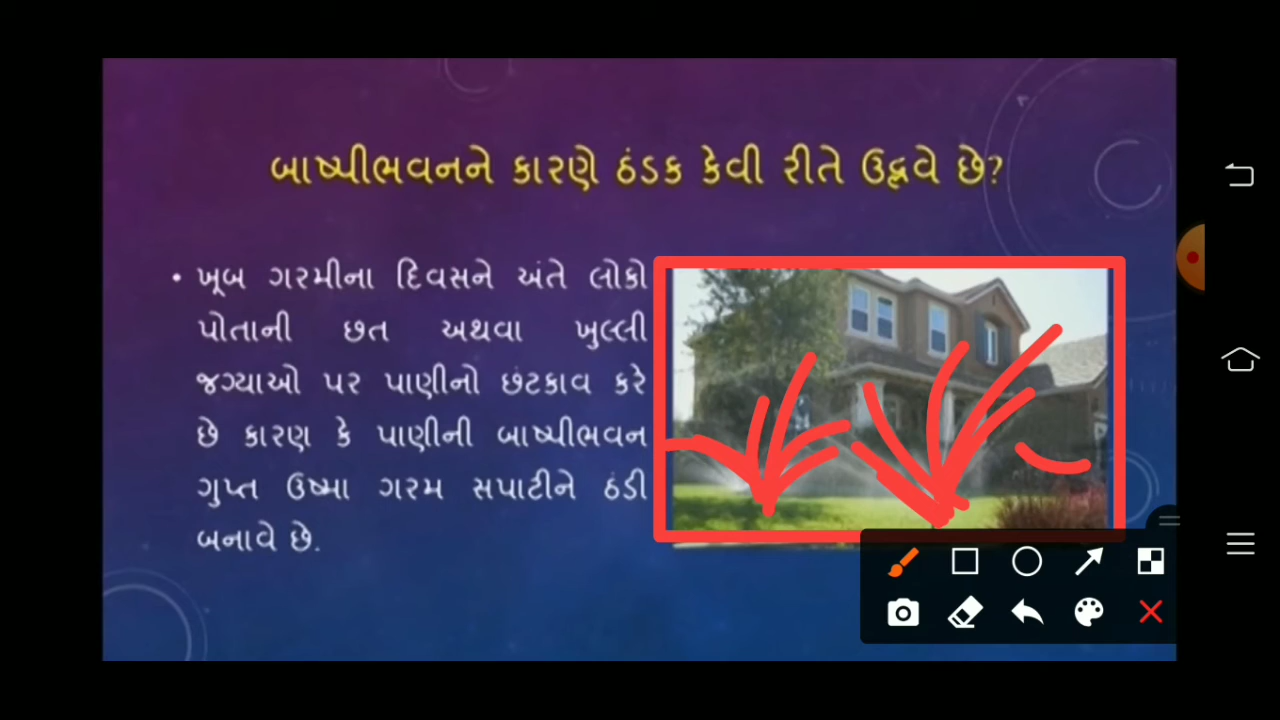 બાષ્પીભવનને કારણે ઠંડક કેવી રીતે ઉદ્ભવે છે?
• ખૂબ ગરમીના દિવસને અંતે લોકો
પોતાની છત અથવા ખુલ્લી
જગ્યાઓ પર પાણીનો છંટકાવ કરે
છે કારણ કે પાણીની બાષ્પીભવન
ગુપ્ત ઉષ્મા ગરમ સપાટીને ઠંડી
બનાવે છે.